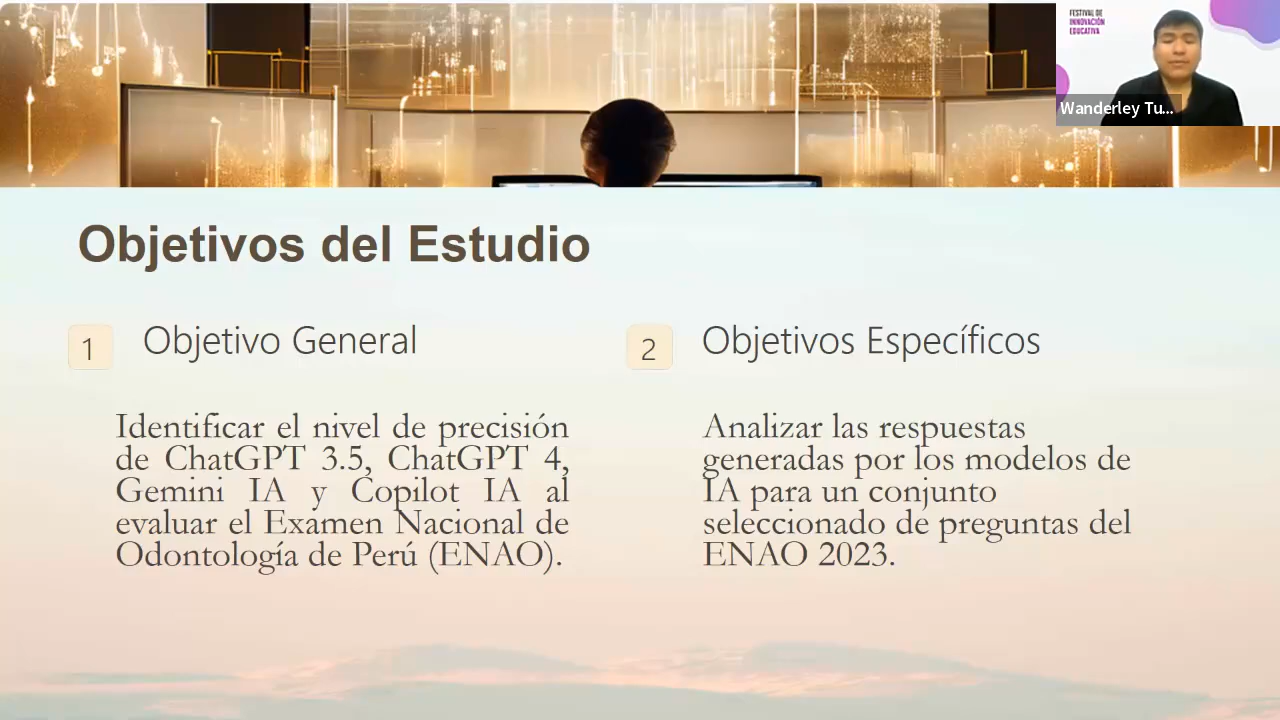 FESTIVAL DE
INNOVACIÓN
EDUCATIVA
Wanderley Tu...
Objetivos del Estudio
1 Objetivo General
Identificar el nivel de precisión
de ChatGPT 3.5, ChatGPT 4,
Gemini IA y Copilot IA al
evaluar el Examen Nacional de
Odontología de Perú (ENAO).
2 Objetivos Específicos
Analizar las respuestas
generadas por los modelos de
IA para un conjunto
seleccionado de preguntas del
ENAO 2023.